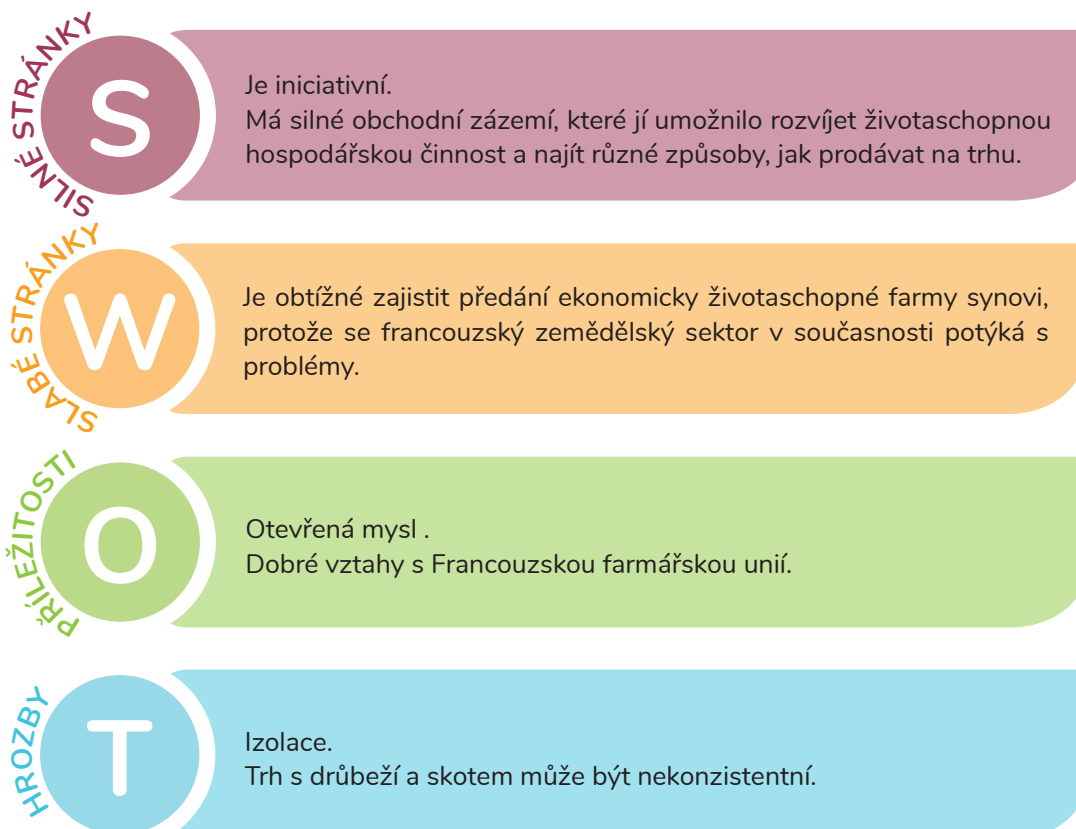 SILNÉ STRÁNKY
S
Je iniciativní.
Má silné obchodní zázemí, které jí umožnilo rozvíjet životaschopnou
hospodářskou činnost a najít různé způsoby, jak prodávat na trhu.
SLABÉ STRÁNKY
W
Je obtížné zajistit předání ekonomicky životaschopné farmy synovi,
protože se francouzský zemědělský sektor v současnosti potýká s
problémy.
PŘÍLEŽITOSTI
O
Otevřená mysl .
Dobré vztahy s Francouzskou farmářskou unií.
HROZBY
T
Izolace.
Trh s drůbeží a skotem může být nekonzistentní.